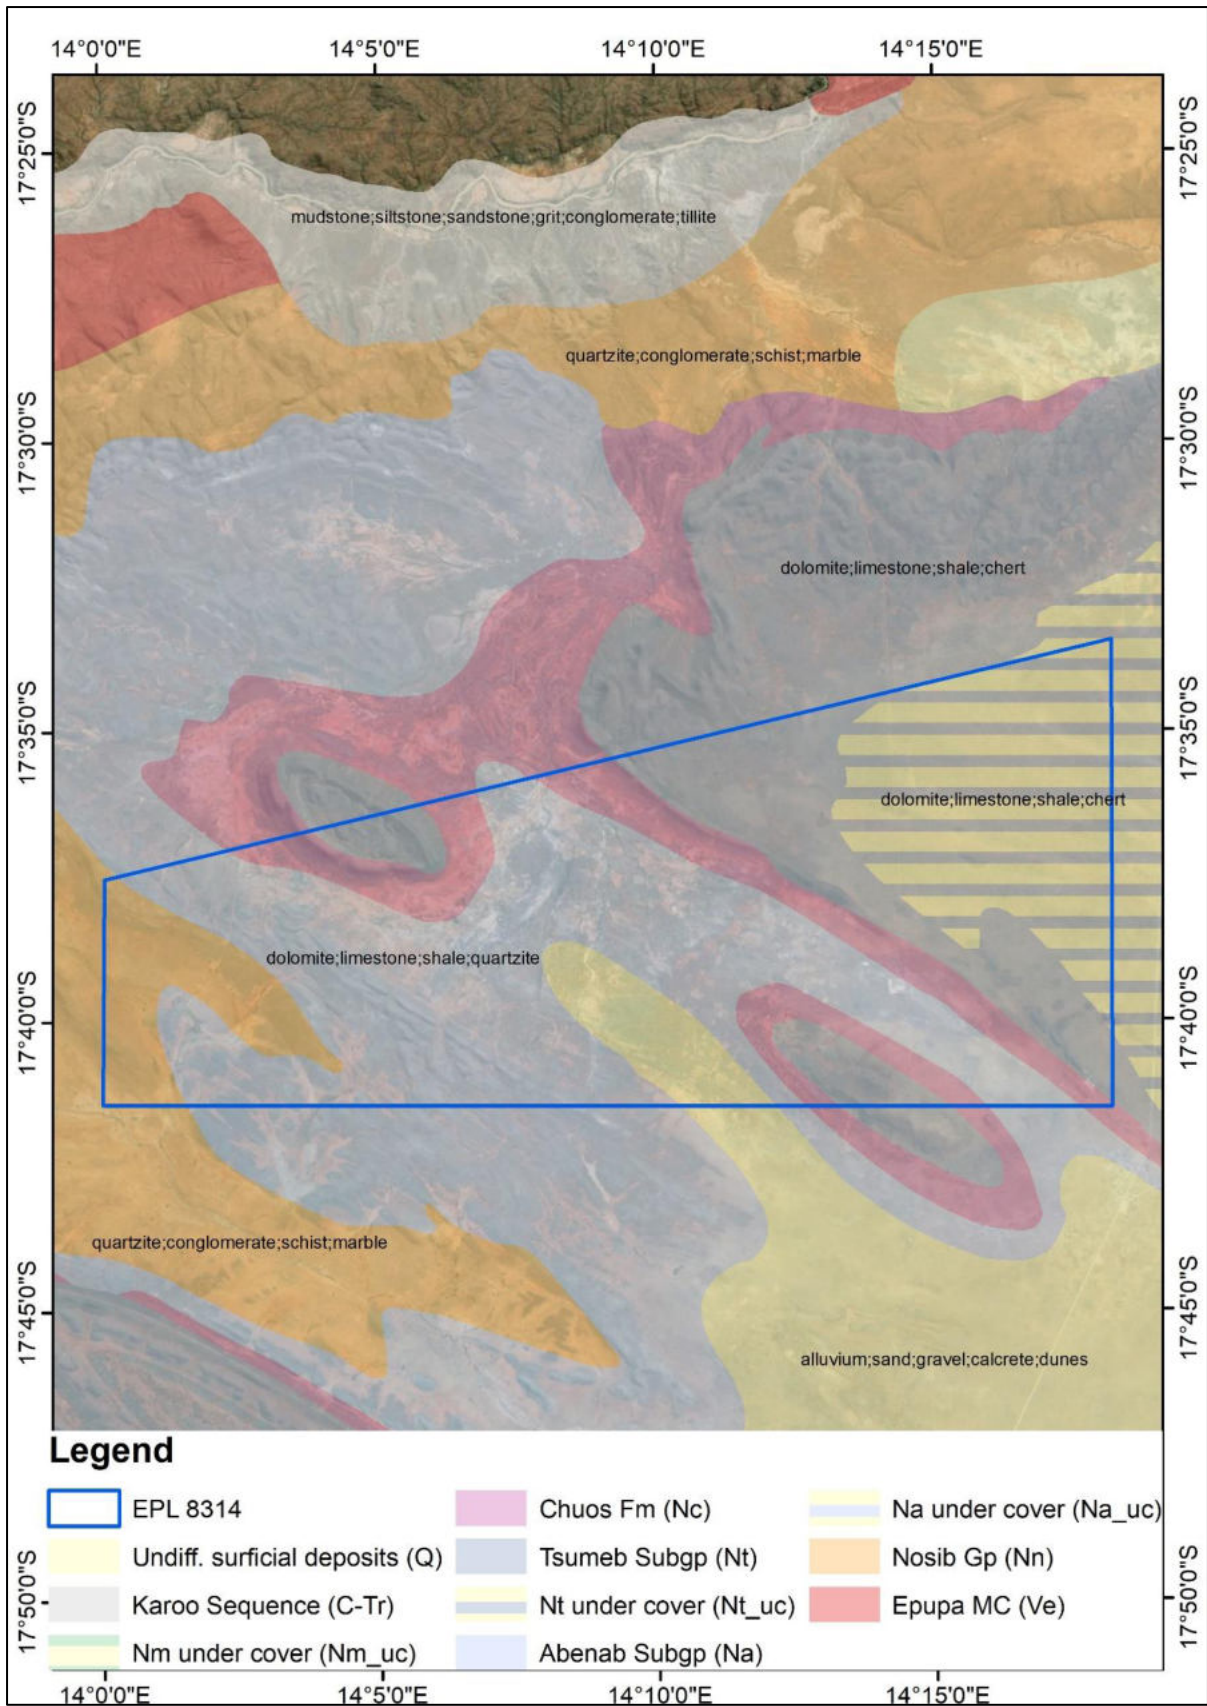 14°0'0"E 14°5'0"E 14°10'0"E 14°15'0"E
17°25'0"S 17°25'0"S
mudstone;siltstone;sandstone;grit;conglomerate;tillite
quartzite;conglomerate;schist;marble
17°30'0"S 17°30'0"S
dolomite;limestone;shale;chert
17°35'0"S 17°35'0"S
dolomite;limestone;shale;chert
dolomite;limestone;shale;quartzite
17°40'0"S 17°40'0"S
quartzite;conglomerate;schist;marble
17°45'0"S 17°45'0"S
alluvium;sand;gravel;calcrete;dunes
Legend
EPL 8314
Undiff. surficial deposits (Q)
Karoo Sequence (C-Tr)
Nm under cover (Nm_uc)
Chuos Fm (Nc)
Tsumeb Subgp (Nt)
Nt under cover (Nt_uc)
Abenab Subgp (Na)
Na under cover (Na_uc)
Nosib Gp (Nn)
Epupa MC (Ve)
17°50'0"S 17°50'0"S
14°0'0"E 14°5'0"E 14°10'0"E 14°15'0"E